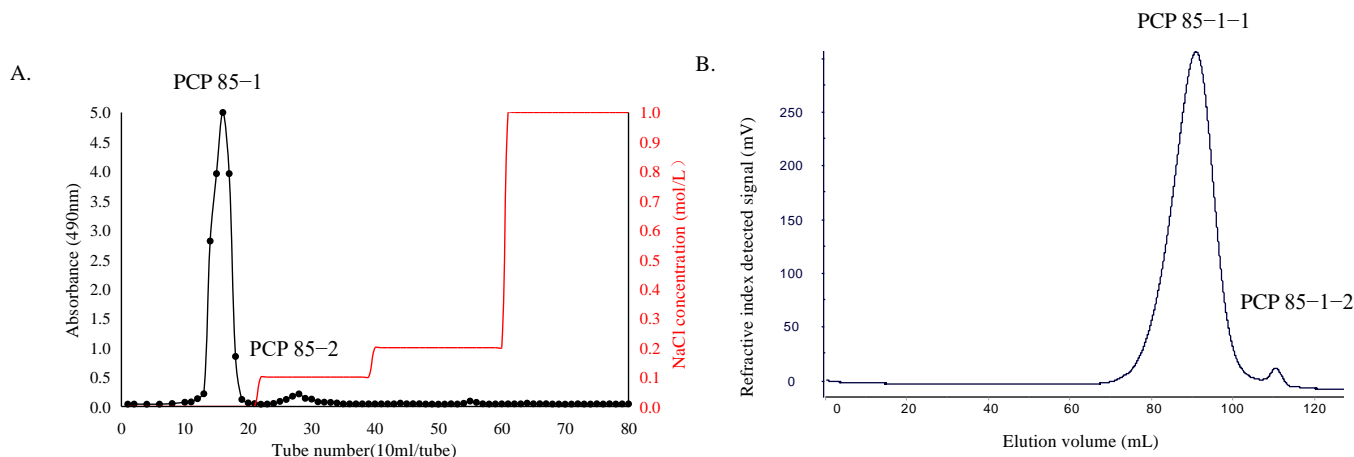 A.
PCP 85−1
PCP 85−2
Absorbance (490nm)
5.0
4.5
4.0
3.5
3.0
2.5
2.0
1.5
1.0
0.5
0.0
0 10 20 30 40 50 60 70 80
Tube number(10ml/tube)
1.0
0.9
0.8
0.7
0.6
0.5
0.4
0.3
0.2
0.1
0.0
NaCl concentration (mol/L）
B.
PCP 85−1−1
PCP 85−1−2
Refractive index detected signal (mV)
250
200
150
100
50
0
0 20 40 60 80 100 120
Elution volume (mL)